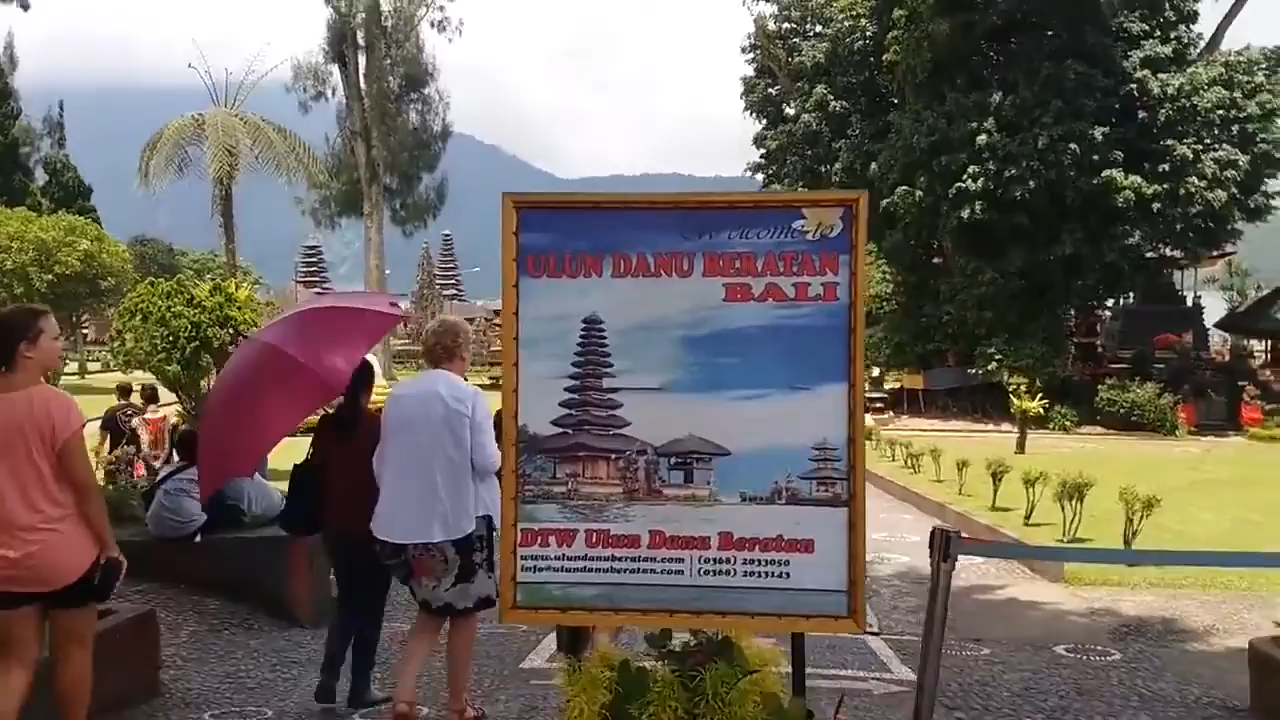 Welcome to
ULUN DANU BERATAN
BALI
DTW Ulun Danu Beratan
www.ulundanuberatan.com | (0368) 2033050
info@ulundanuberatan.com | (0368) 2033143